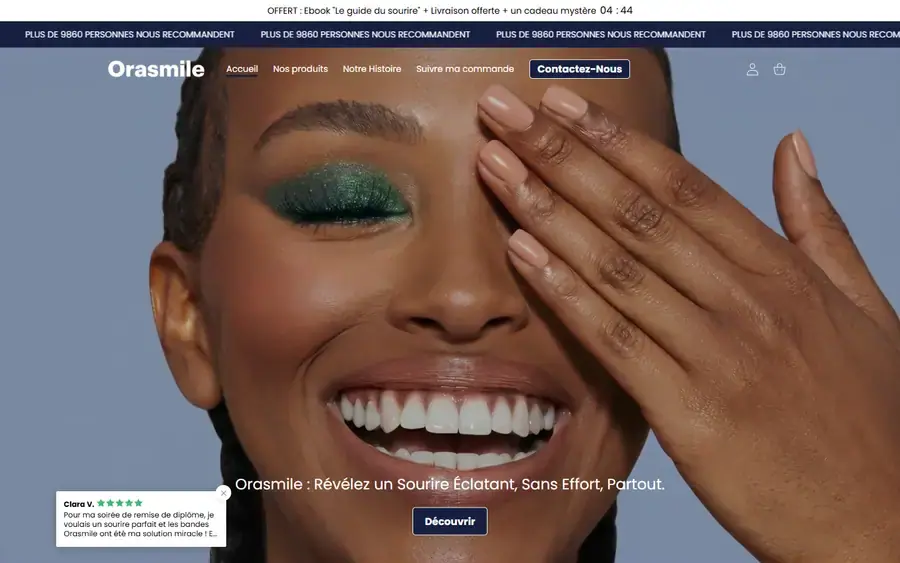 OFFERT : Ebook "Le guide du sourire" + Livraison offerte + un cadeau mystère 04 : 44
PLUS DE 9860 PERSONNES NOUS RECOMMANDENT PLUS DE 9860 PERSONNES NOUS RECOMMANDENT PLUS DE 9860 PERSONNES NOUS RECOMMANDENT PLUS DE 9860 PERSONNES NOUS RECOM
Orasmile Accueil Nos produits Notre Histoire Suivre ma commande Contactez-Nous
Orasmile : Révélez un Sourire Éclatant, Sans Effort, Partout.
Découvrir
Clara V.
Pour ma soirée de remise de diplôme, je
voulais un sourire parfait et les bandes
Orasmile ont été ma solution miracle ! E...